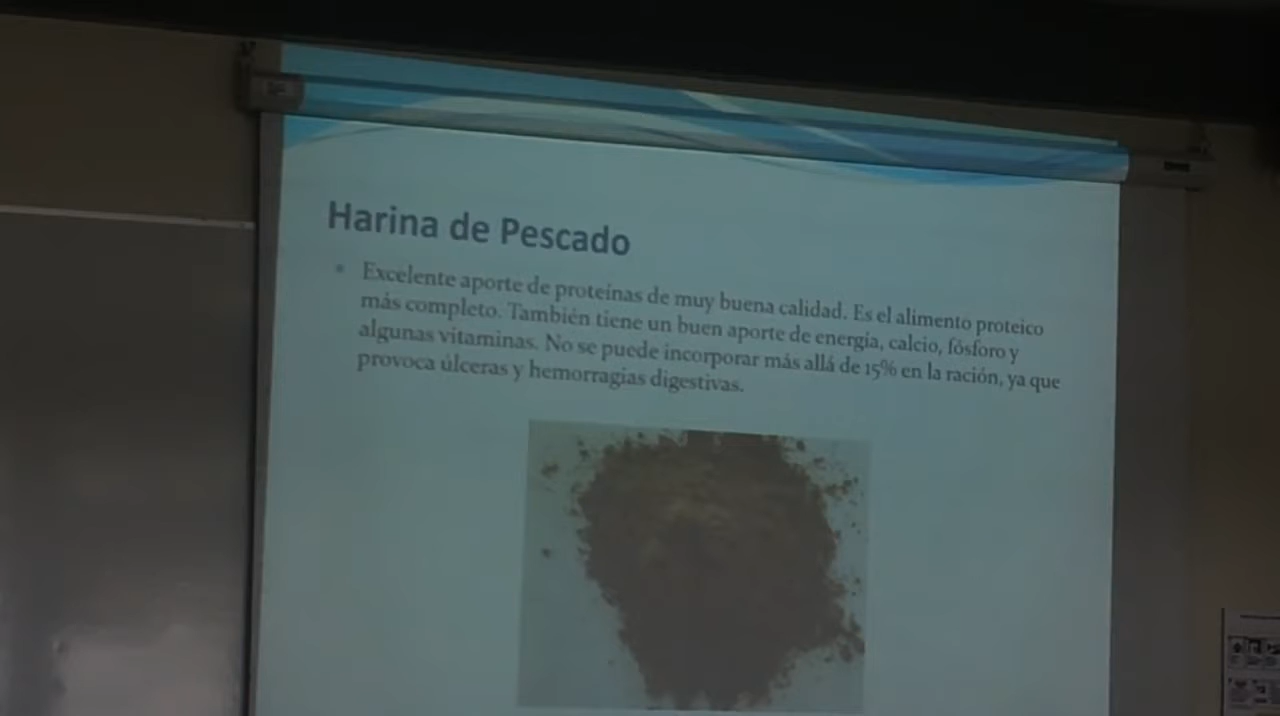 Harina de Pescado
• Excelente aporte de proteínas de muy buena calidad. Es el alimento proteico
más completo. También tiene un buen aporte de energía, calcio, fósforo y
algunas vitaminas. No se puede incorporar más allá de 15% en la ración, ya que
provoca úlceras y hemorragias digestivas.